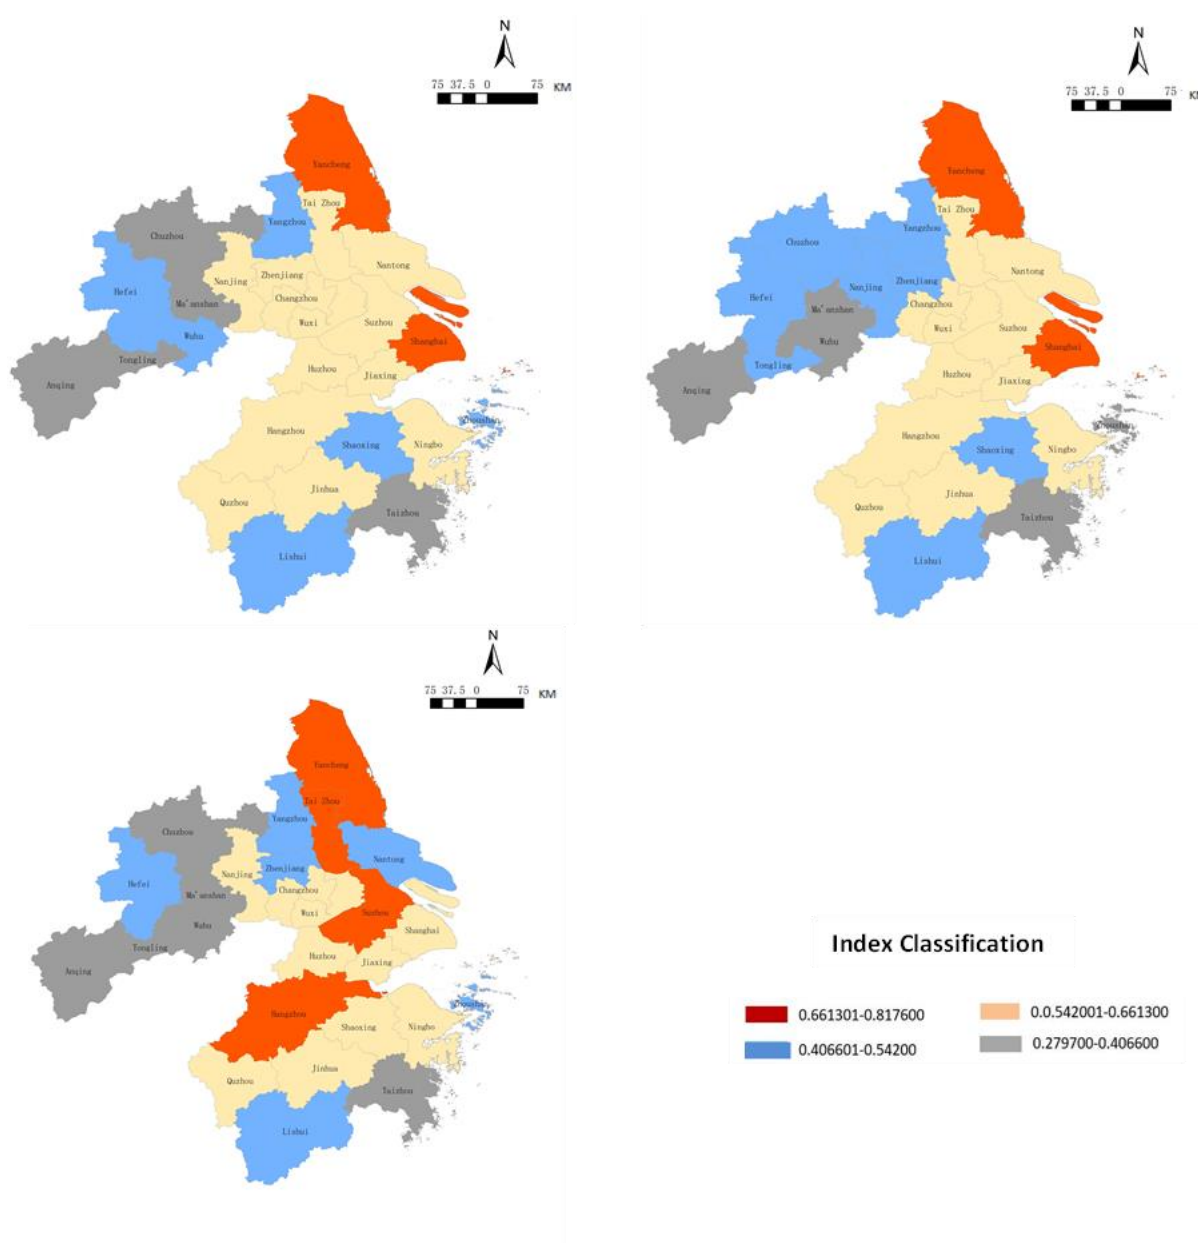 N
75 37.5 0 75 KM
Yancheng
Tai Zhou
Yangzhou
Chuzhou
Nantong
Nanjing
Zhenjiang
Hefei
Changzhou
Ma'anshan
Wuxi
Suzhou
Wuhu
Shanghai
Tongling
Huzhou
Jiaxing
Anqing
Zhoushan
Hangzhou
Shaoxing
Ningbo
Jinhua
Quzhou
Taizhou
Lishui
N
75 37.5 0 75 KM
Yancheng
Tai Zhou
Yangzhou
Chuzhou
Nantong
Zhenjiang
Nanjing
Hefei
Changzhou
Ma'anshan
Wuxi
Suzhou
Wuhu
Shanghai
Tongling
Huzhou
Jiaxing
Anqing
Zhoushan
Hangzhou
Shaoxing
Ningbo
Jinhua
Quzhou
Taizhou
Lishui
N
75 37.5 0 75 KM
Yancheng
Tai Zhou
Yangzhou
Chuzhou
Nantong
Zhenjiang
Nanjing
Hefei
Changzhou
Ma'anshan
Wuxi
Suzhou
Wuhu
Shanghai
Tongling
Huzhou
Jiaxing
Anqing
Zhoushan
Hangzhou
Shaoxing
Ningbo
Jinhua
Quzhou
Taizhou
Lishui
Index Classification
0.661301-0.817600
0.0.542001-0.661300
0.406601-0.54200
0.279700-0.406600